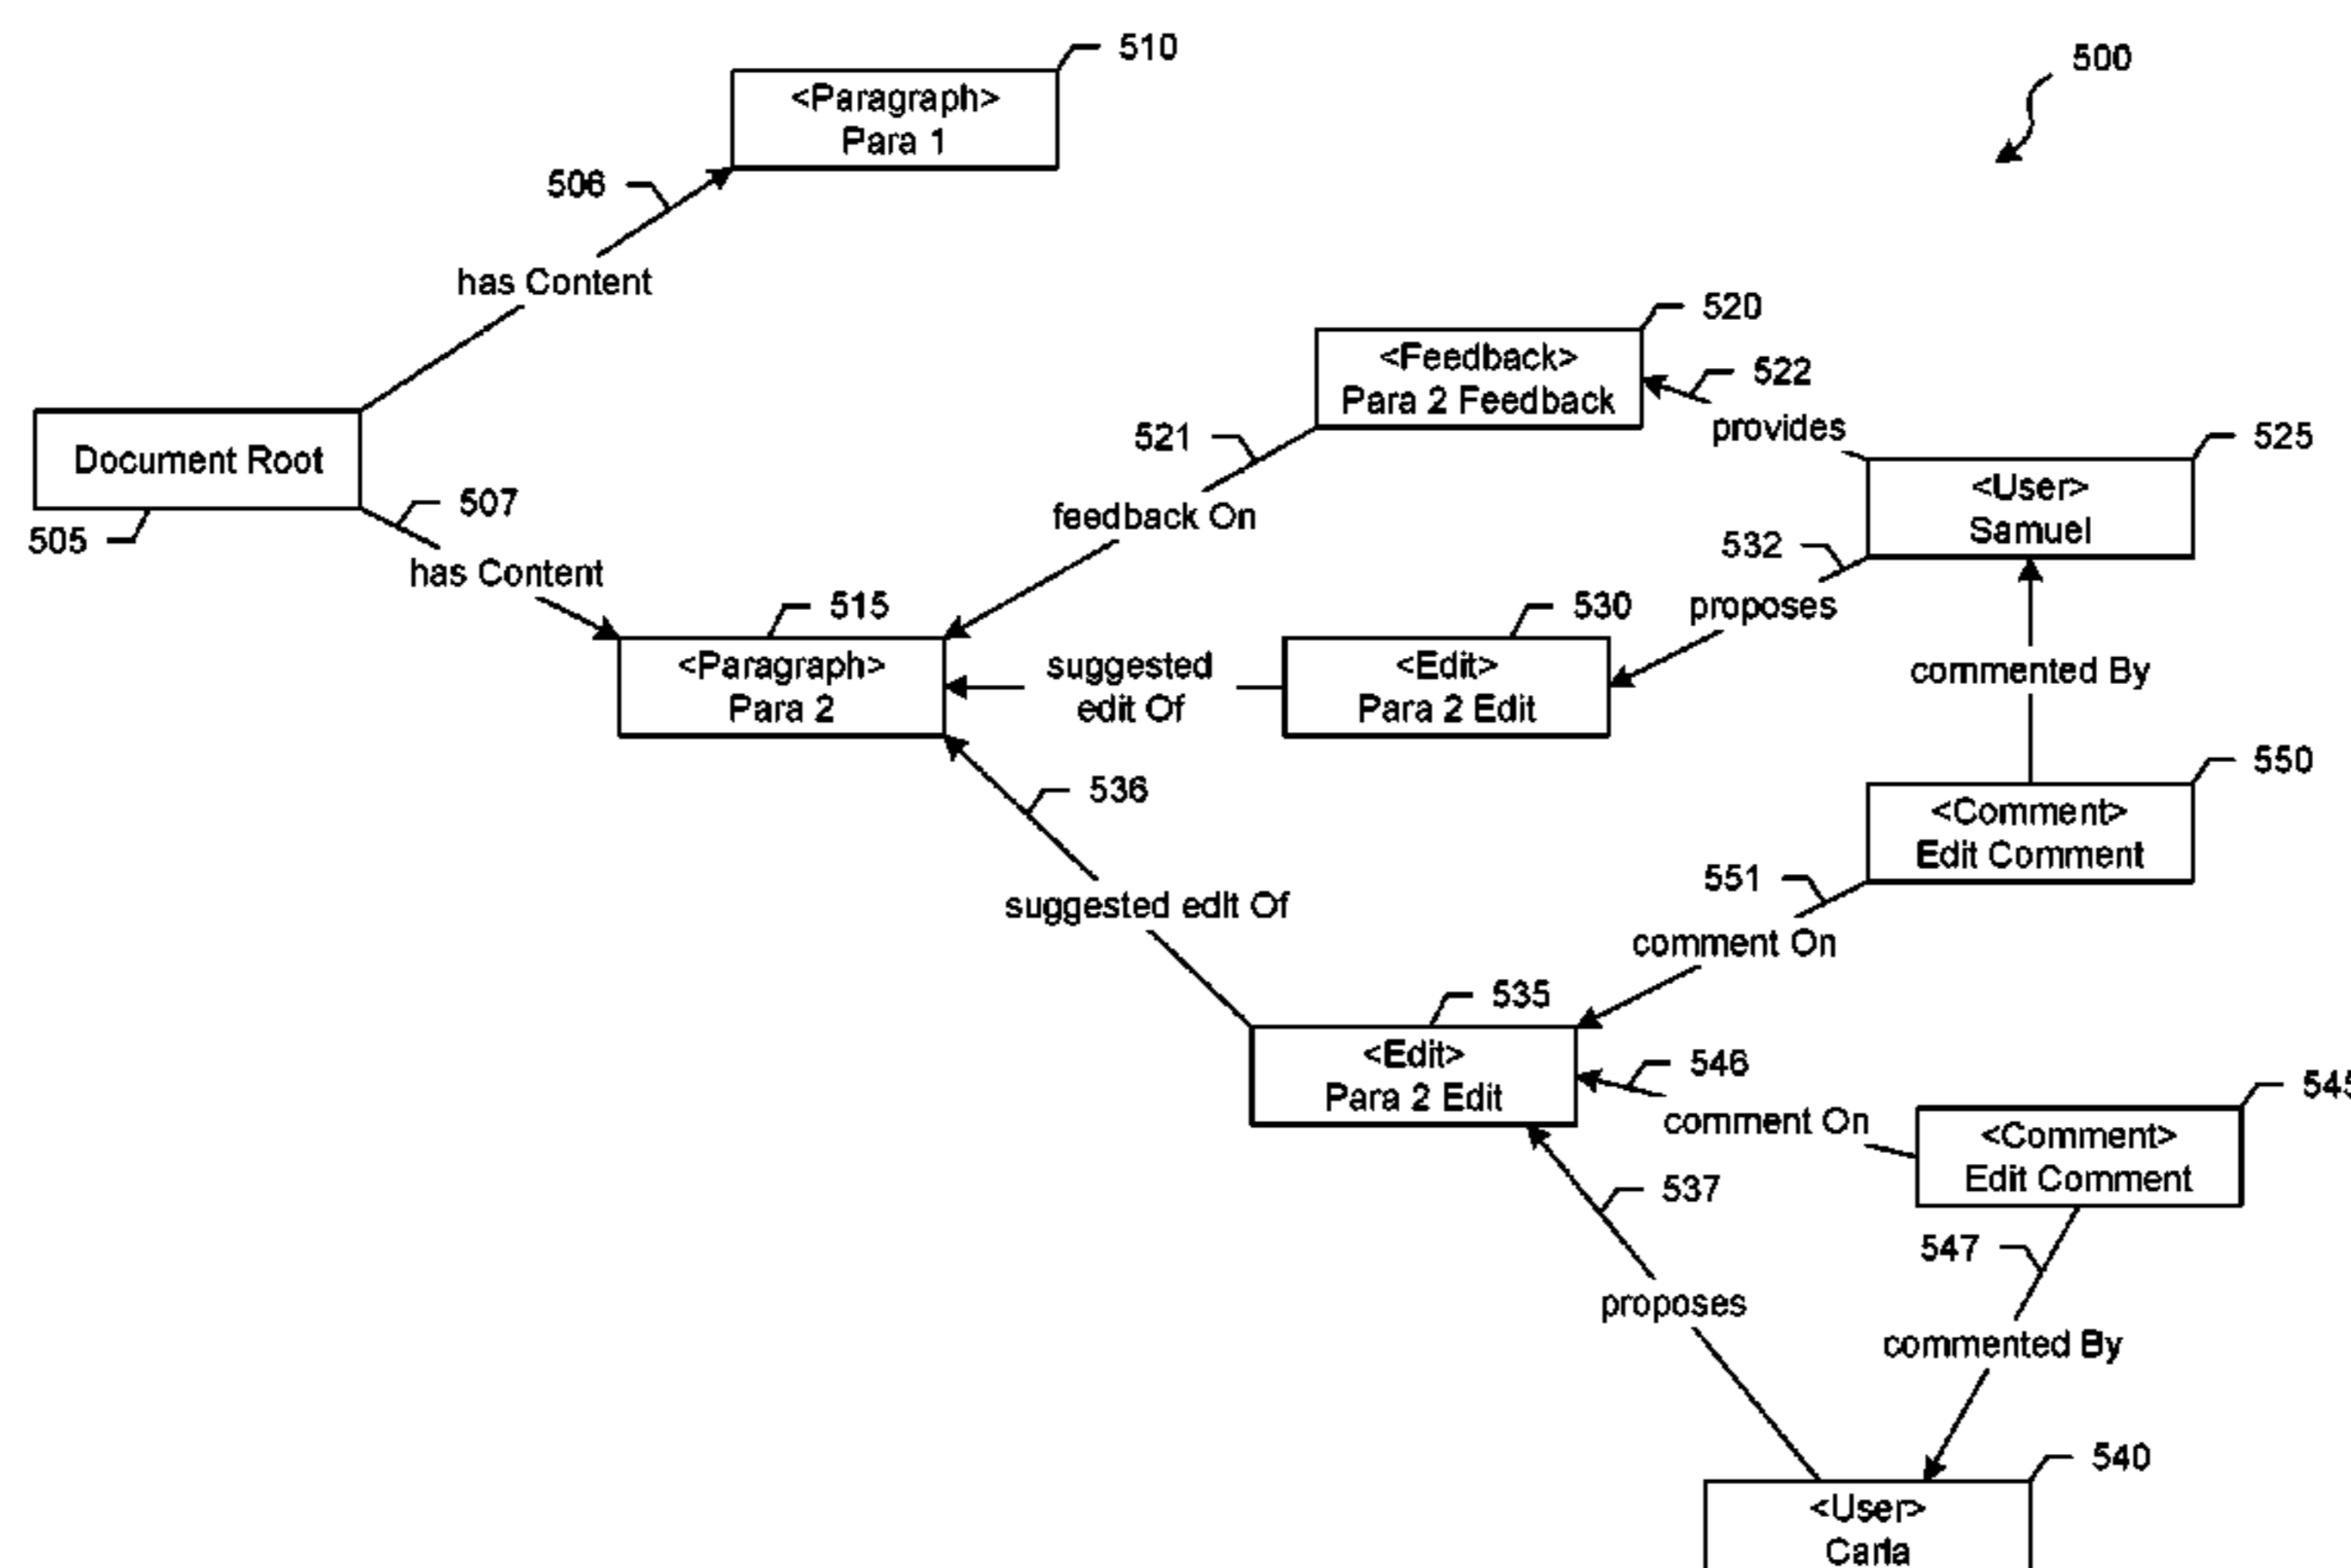 510
500
<Paragraph>
Para 1
506
has Content
520
<Feedback>
Para 2 Feedback
522
provides
521
525
Document Root
<User>
Samuel
507
505
feedback On
532
has Content
515
530
proposes
<Paragraph>
Para 2
suggested
edit Of
<Edit>
Para 2 Edit
commented By
550
536
<Comment>
Edit Comment
551
suggested edit Of
comment On
535
<Edit>
Para 2 Edit
546
545
comment On
<Comment>
Edit Comment
537
547
proposes
commented By
540
<User>
Carla